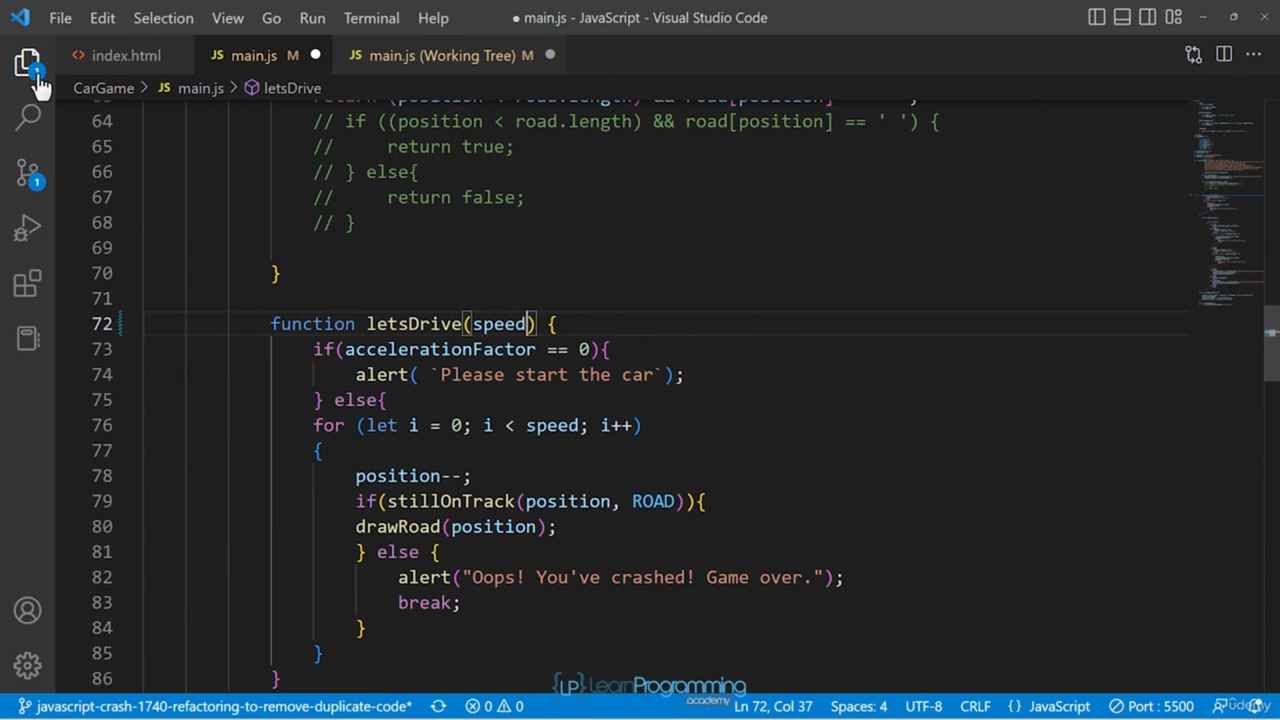 File Edit Selection View Go Run Terminal Help
● main.js - JavaScript - Visual Studio Code
<> index.html JS main.js M ● JS main.js (Working Tree) M ●
CarGame > JS main.js > letsDrive
64 // if ((position < road.length) && road[position] == ' ') {
65 // return true;
66 // } else{
67 // return false;
68 // }
69
70 }
71
72 function letsDrive(speed) {
73 if(accelerationFactor == 0){
74 alert( `Please start the car`);
75 } else{
76 for (let i = 0; i < speed; i++)
77 {
78 position--;
79 if(stillOnTrack(position, ROAD)){
80 drawRoad(position);
81 } else {
82 alert("Oops! You've crashed! Game over.");
83 break;
84 }
85 }
86 }
1
1
LP LearnProgramming
academy
javascript-crash-1740-refactoring-to-remove-duplicate-code* 0 0 Ln 72, Col 37 Spaces: 4 UTF-8 CRLF {} JavaScript Port : 5500
Udemy